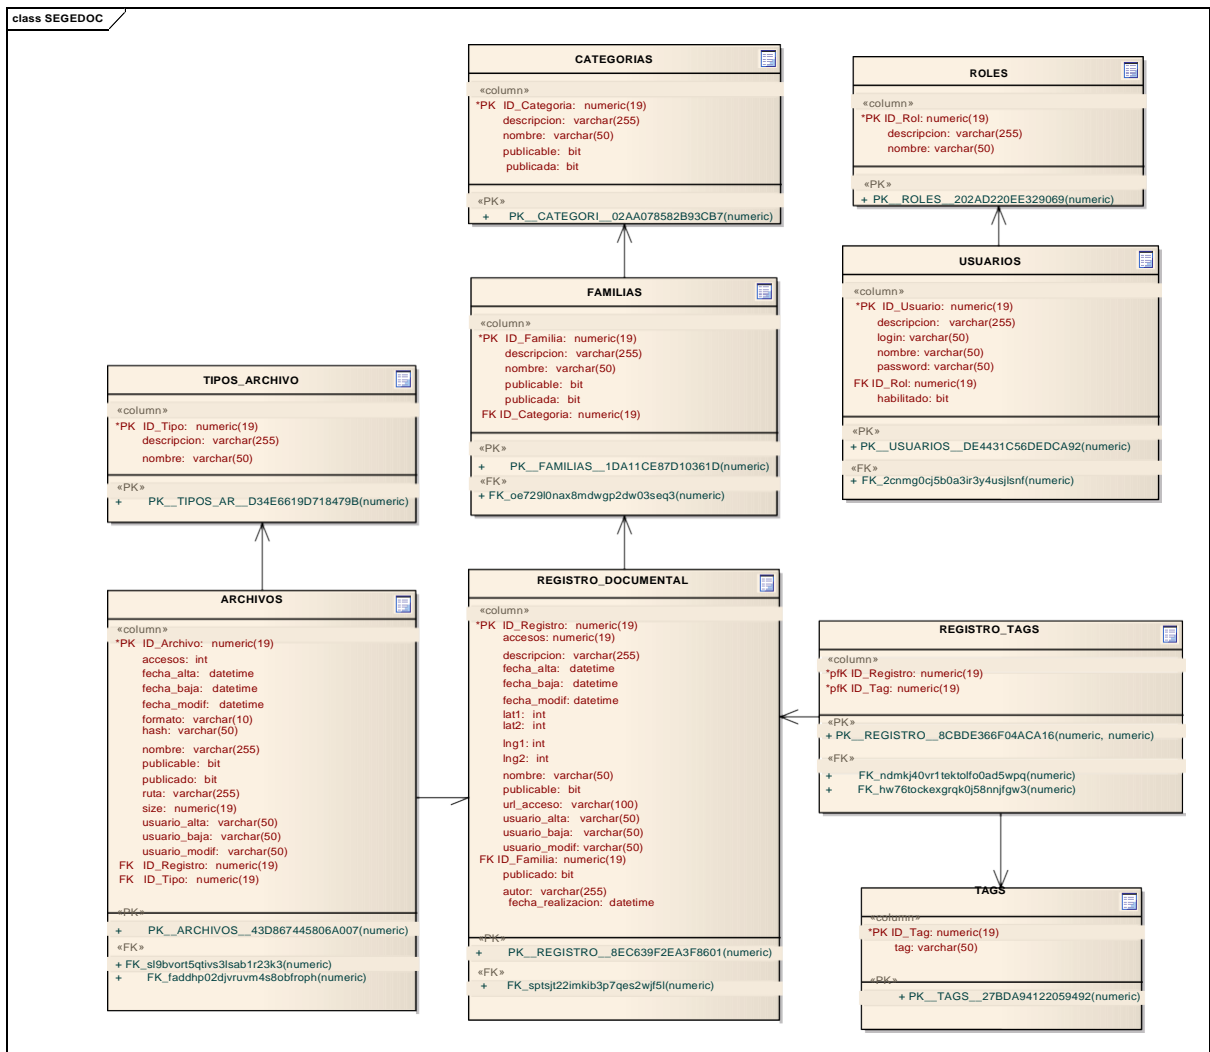 class SEGEDOC
CATEGORIAS
«column»
*PK ID_Categoria: numeric(19)
descripcion: varchar(255)
nombre: varchar(50)
publicable: bit
publicada: bit
«PK»
+ PK__CATEGORI__02AA078582B93CB7(numeric)
ROLES
«column»
*PK ID_Rol: numeric(19)
descripcion: varchar(255)
nombre: varchar(50)
«PK»
+ PK__ROLES__202AD220EE329069(numeric)
FAMILIAS
«column»
*PK ID_Familia: numeric(19)
descripcion: varchar(255)
nombre: varchar(50)
publicable: bit
publicada: bit
FK ID_Categoria: numeric(19)
«PK»
+ PK__FAMILIAS__1DA11CE87D10361D(numeric)
«FK»
+ FK_oe729l0nax8mdwgp2dw03seq3(numeric)
USUARIOS
«column»
*PK ID_Usuario: numeric(19)
descripcion: varchar(255)
login: varchar(50)
nombre: varchar(50)
password: varchar(50)
FK ID_Rol: numeric(19)
habilitado: bit
«PK»
+ PK__USUARIOS__DE4431C56DEDCA92(numeric)
«FK»
+ FK_2cnmg0cj5b0a3ir3y4usjlsnf(numeric)
TIPOS_ARCHIVO
«column»
*PK ID_Tipo: numeric(19)
descripcion: varchar(255)
nombre: varchar(50)
«PK»
+ PK__TIPOS_AR__D34E6619D718479B(numeric)
ARCHIVOS
«column»
*PK ID_Archivo: numeric(19)
accesos: int
fecha_alta: datetime
fecha_baja: datetime
fecha_modif: datetime
formato: varchar(10)
hash: varchar(50)
nombre: varchar(255)
publicable: bit
publicado: bit
ruta: varchar(255)
size: numeric(19)
usuario_alta: varchar(50)
usuario_baja: varchar(50)
usuario_modif: varchar(50)
FK ID_Registro: numeric(19)
FK ID_Tipo: numeric(19)
«PK»
+ PK__ARCHIVOS__43D867445806A007(numeric)
«FK»
+ FK_sl9bvort5qtivs3lsab1r23k3(numeric)
+ FK_faddhp02djvruvm4s8obfroph(numeric)
REGISTRO_DOCUMENTAL
«column»
*PK ID_Registro: numeric(19)
accesos: numeric(19)
descripcion: varchar(255)
fecha_alta: datetime
fecha_baja: datetime
fecha_modif: datetime
lat1: int
lat2: int
lng1: int
lng2: int
nombre: varchar(50)
publicable: bit
url_acceso: varchar(100)
usuario_alta: varchar(50)
usuario_baja: varchar(50)
usuario_modif: varchar(50)
FK ID_Familia: numeric(19)
publicado: bit
autor: varchar(255)
fecha_realizacion: datetime
«PK»
+ PK__REGISTRO__8EC639F2EA3F8601(numeric)
«FK»
+ FK_sptsjt22imkib3p7qes2wjf5l(numeric)
REGISTRO_TAGS
«column»
*pfK ID_Registro: numeric(19)
*pfK ID_Tag: numeric(19)
«PK»
+ PK__REGISTRO__8CBDE366F04ACA16(numeric, numeric)
«FK»
+ FK_ndmkj40vr1tektolfo0ad5wpq(numeric)
+ FK_hw76tockexgrqk0j58nnjfgw3(numeric)
TAGS
«column»
*PK ID_Tag: numeric(19)
tag: varchar(50)
«PK»
+ PK__TAGS__27BDA94122059492(numeric)